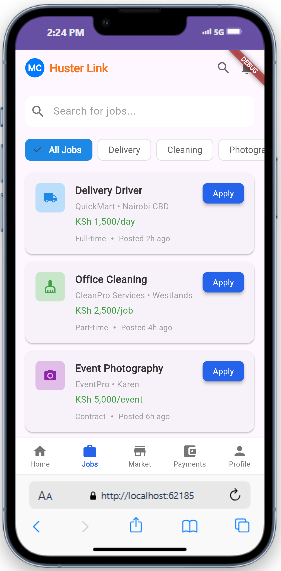 2:24 PM 5G
DEBUG
MC Huster Link
Search for jobs...
All Jobs Delivery Cleaning Photogra
Delivery Driver
Apply
QuickMart • Nairobi CBD
KSh 1,500/day
Full-time • Posted 2h ago
Office Cleaning
Apply
CleanPro Services • Westlands
KSh 2,500/job
Part-time • Posted 4h ago
Event Photography
Apply
EventPro • Karen
KSh 5,000/event
Contract • Posted 6h ago
Home Jobs Market Payments Profile
AA http://localhost:62185